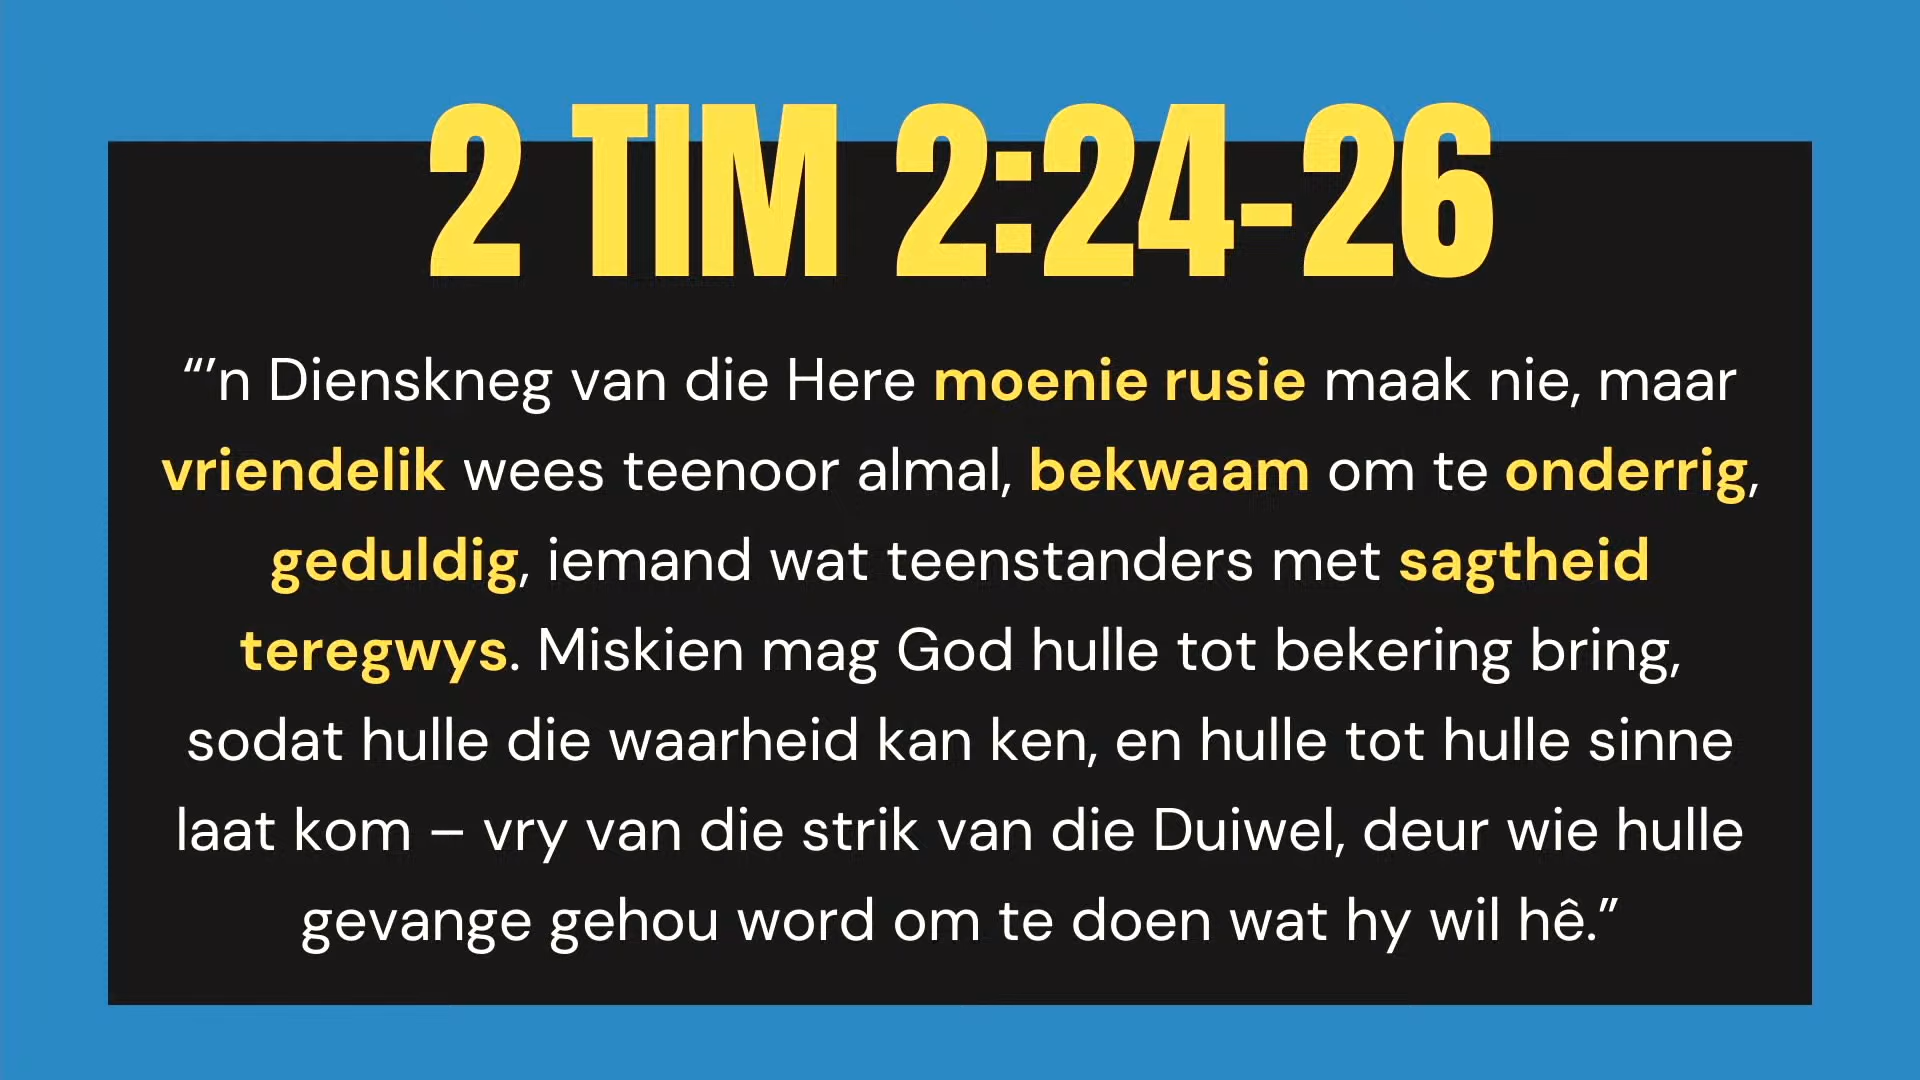 2 TIM 2:24-26
“’n Dienskneg van die Here moenie rusie maak nie, maar
vriendelik wees teenoor almal, bekwaam om te onderrig,
geduldig, iemand wat teenstanders met sagtheid
teregwys. Miskien mag God hulle tot bekering bring,
sodat hulle die waarheid kan ken, en hulle tot hulle sinne
laat kom – vry van die strik van die Duiwel, deur wie hulle
gevange gehou word om te doen wat hy wil hê.”